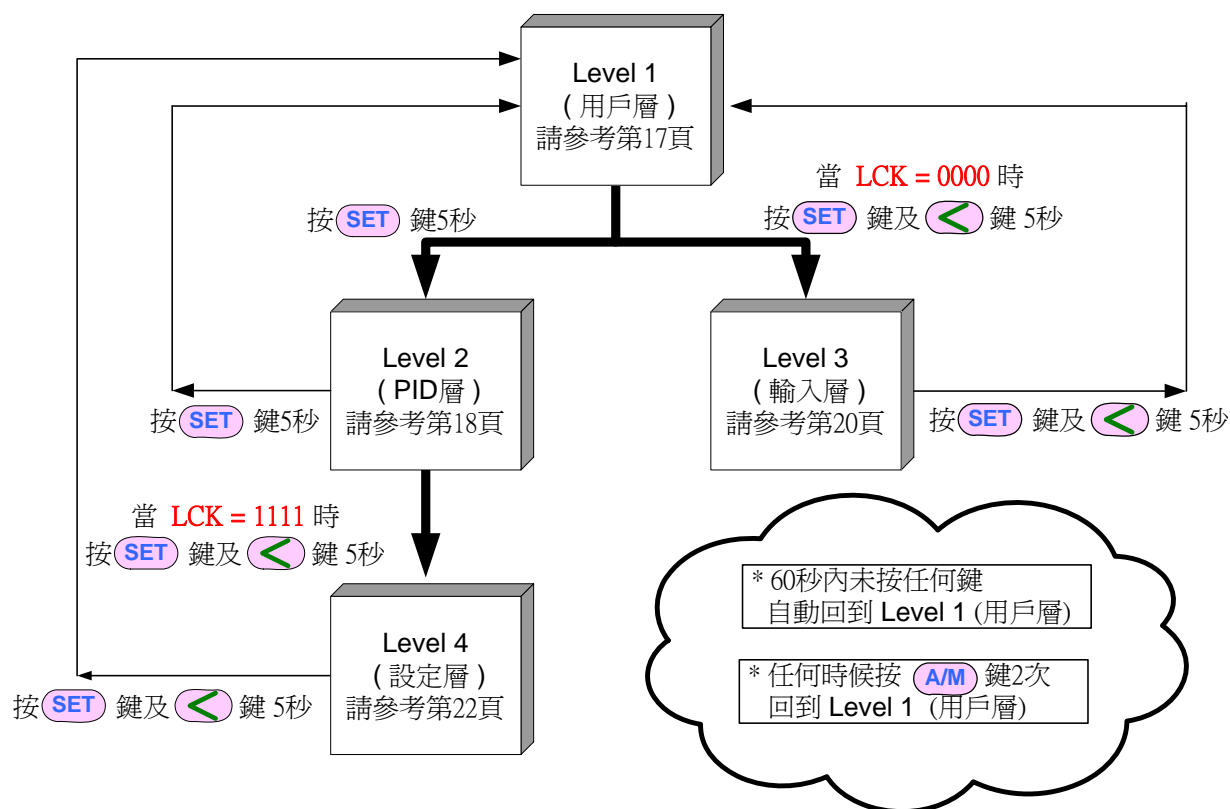 Level 1
( 用戶層 )
請參考第17頁
按 SET 鍵5秒
當 LCK = 0000 時
按 SET 鍵及 < 鍵 5秒
Level 2
( PID層 )
請參考第18頁
按 SET 鍵5秒
Level 3
( 輸入層 )
請參考第20頁
按 SET 鍵及 < 鍵 5秒
當 LCK = 1111 時
按 SET 鍵及 < 鍵 5秒
Level 4
( 設定層 )
請參考第22頁
按 SET 鍵及 < 鍵 5秒
* 60秒內未按任何鍵
自動回到 Level 1 (用戶層)
* 任何時候按 A/M 鍵2次
回到 Level 1 (用戶層)